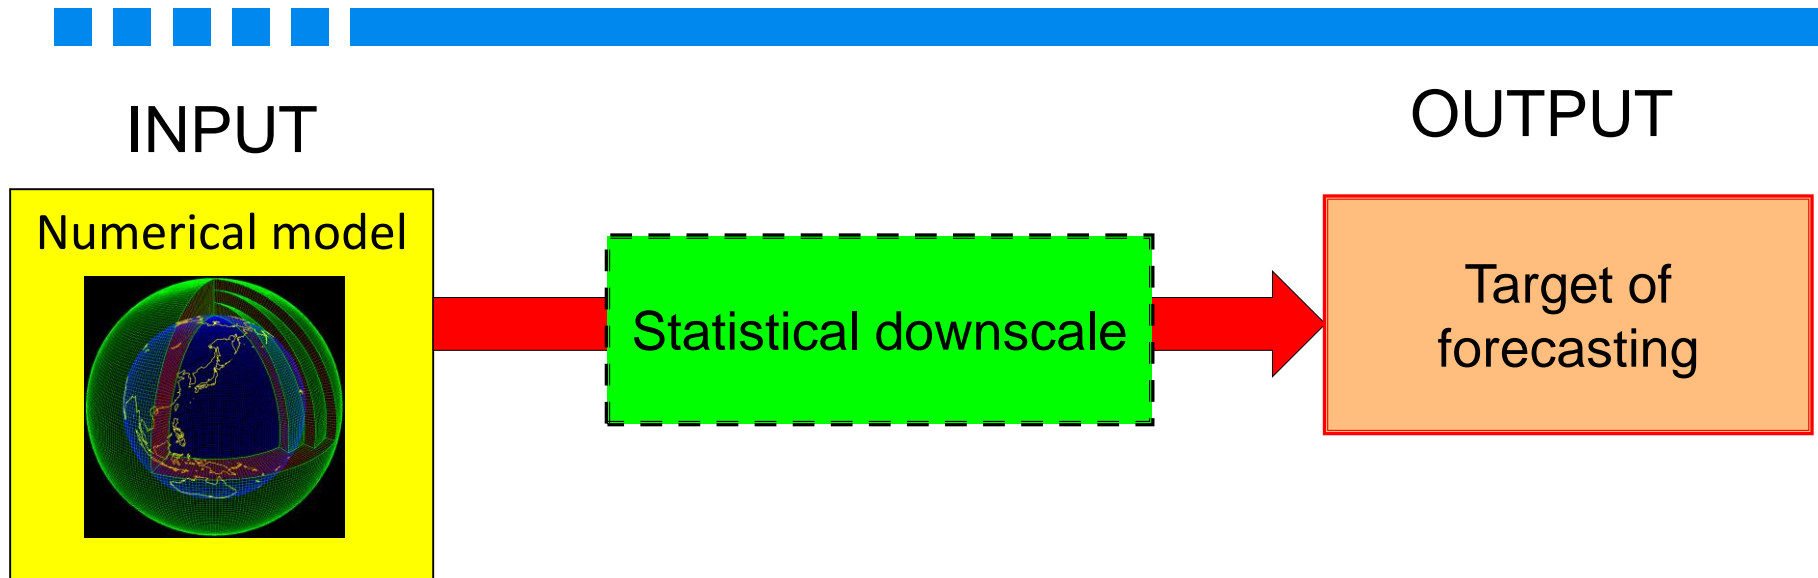 INPUT
OUTPUT
Numerical model
Statistical downscale
Target of
forecasting